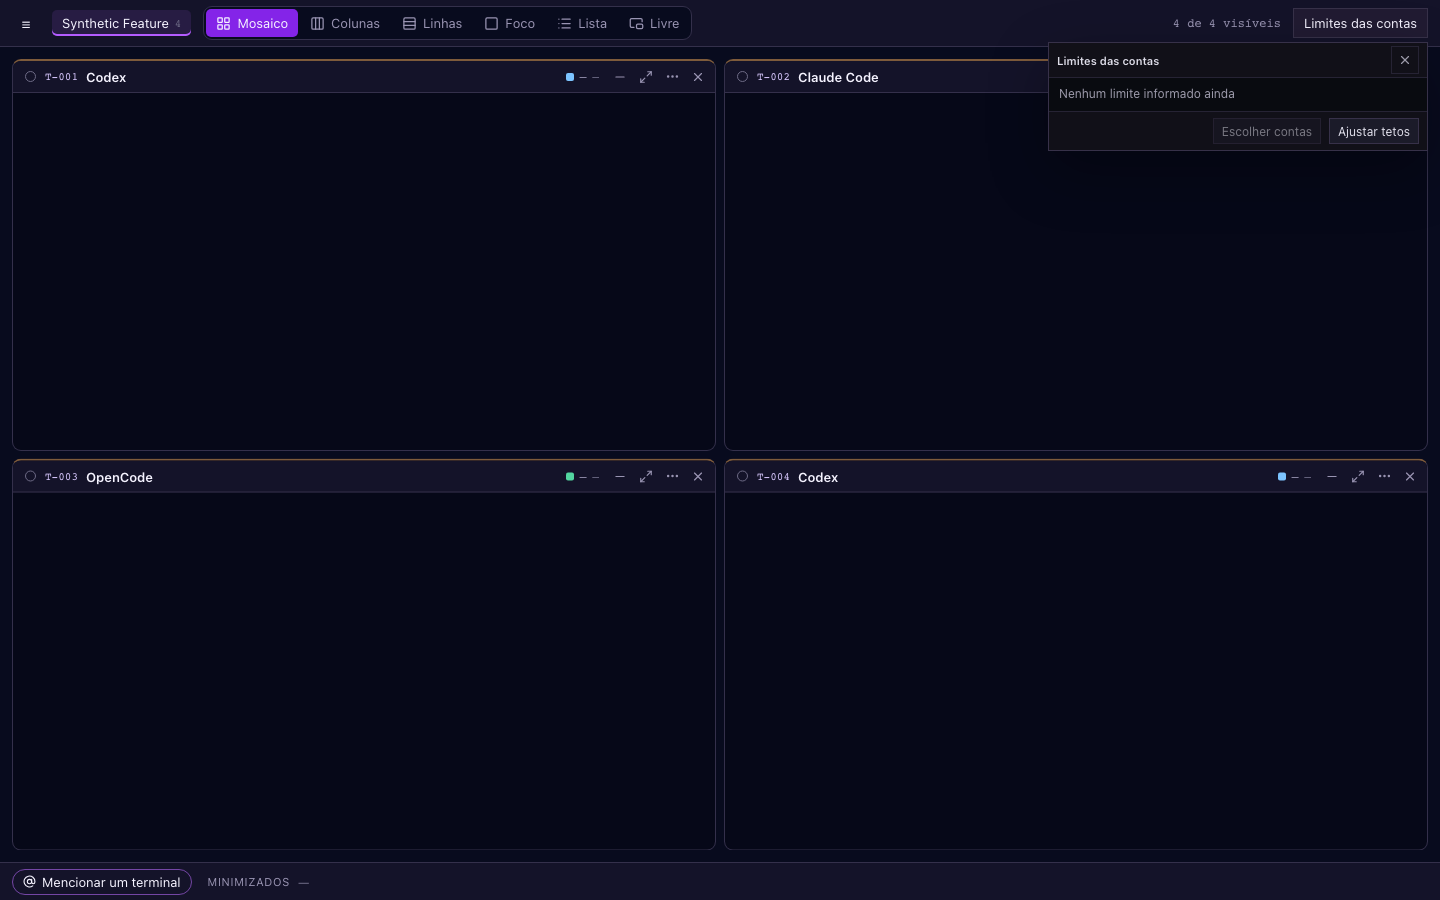 Synthetic Feature 4
Mosaico
Colunas
Linhas
Foco
Lista
Livre
4 de 4 visíveis
Limites das contas
Limites das contas
Nenhum limite informado ainda
Escolher contas
Ajustar tetos
T-001 Codex
T-002 Claude Code
T-003 OpenCode
T-004 Codex
@ Mencionar um terminal
MINIMIZADOS —